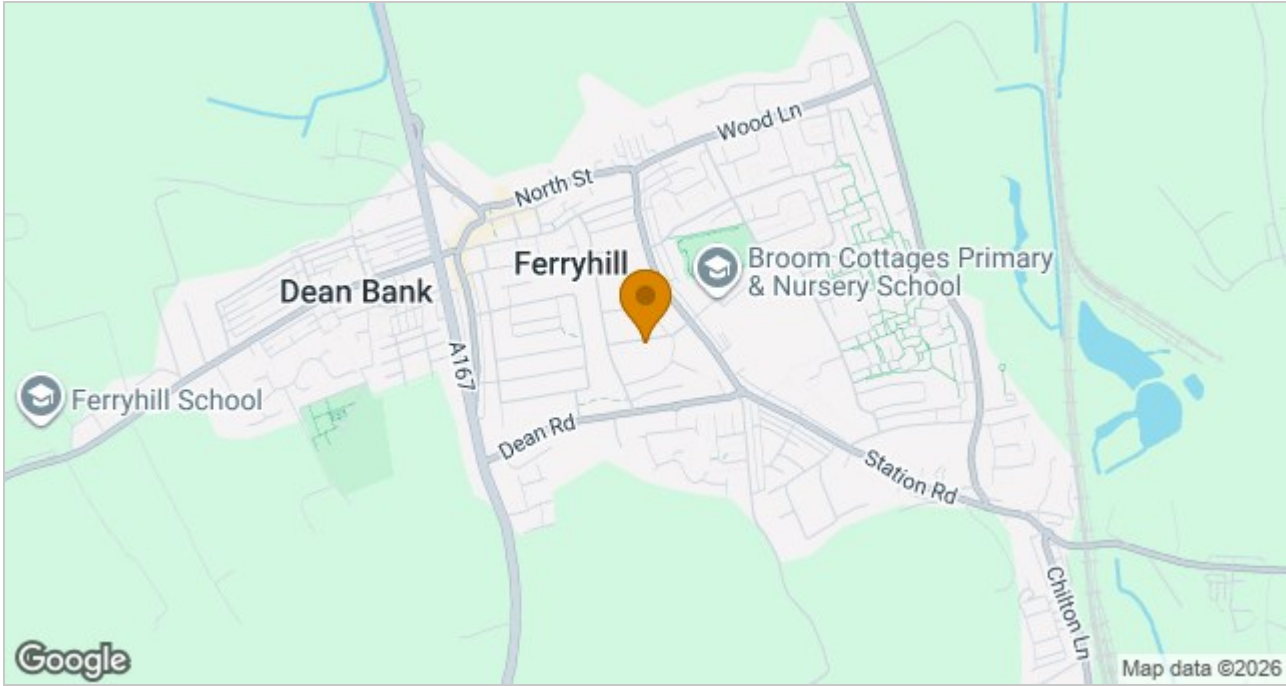 Wood Ln
North St
Ferryhill
Broom Cottages Primary
& Nursery School
Dean Bank
A167
Ferryhill School
Dean Rd
Station Rd
Chilton Ln
Google
Map data ©2026